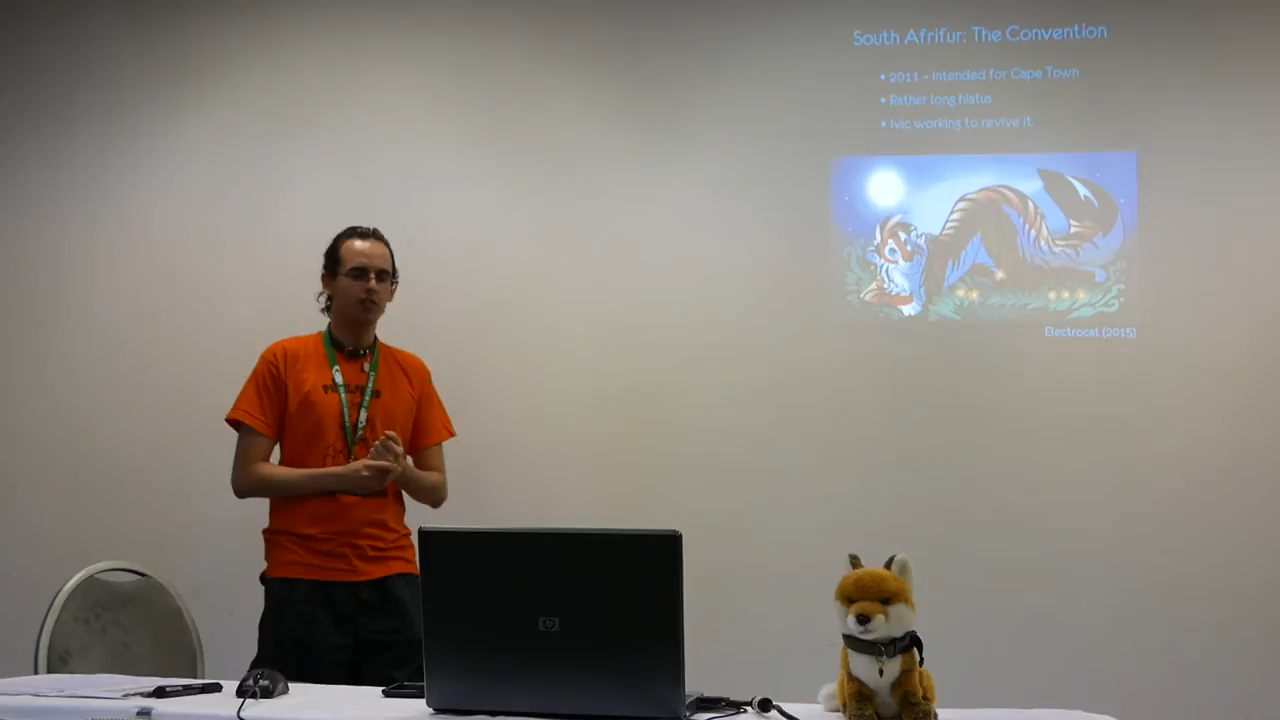 South Afrifur: The Convention
• 2011 - Intended for Cape Town
• Rather long hiatus.
• Ivic working to revive it.
Electrocat (2015)
hp